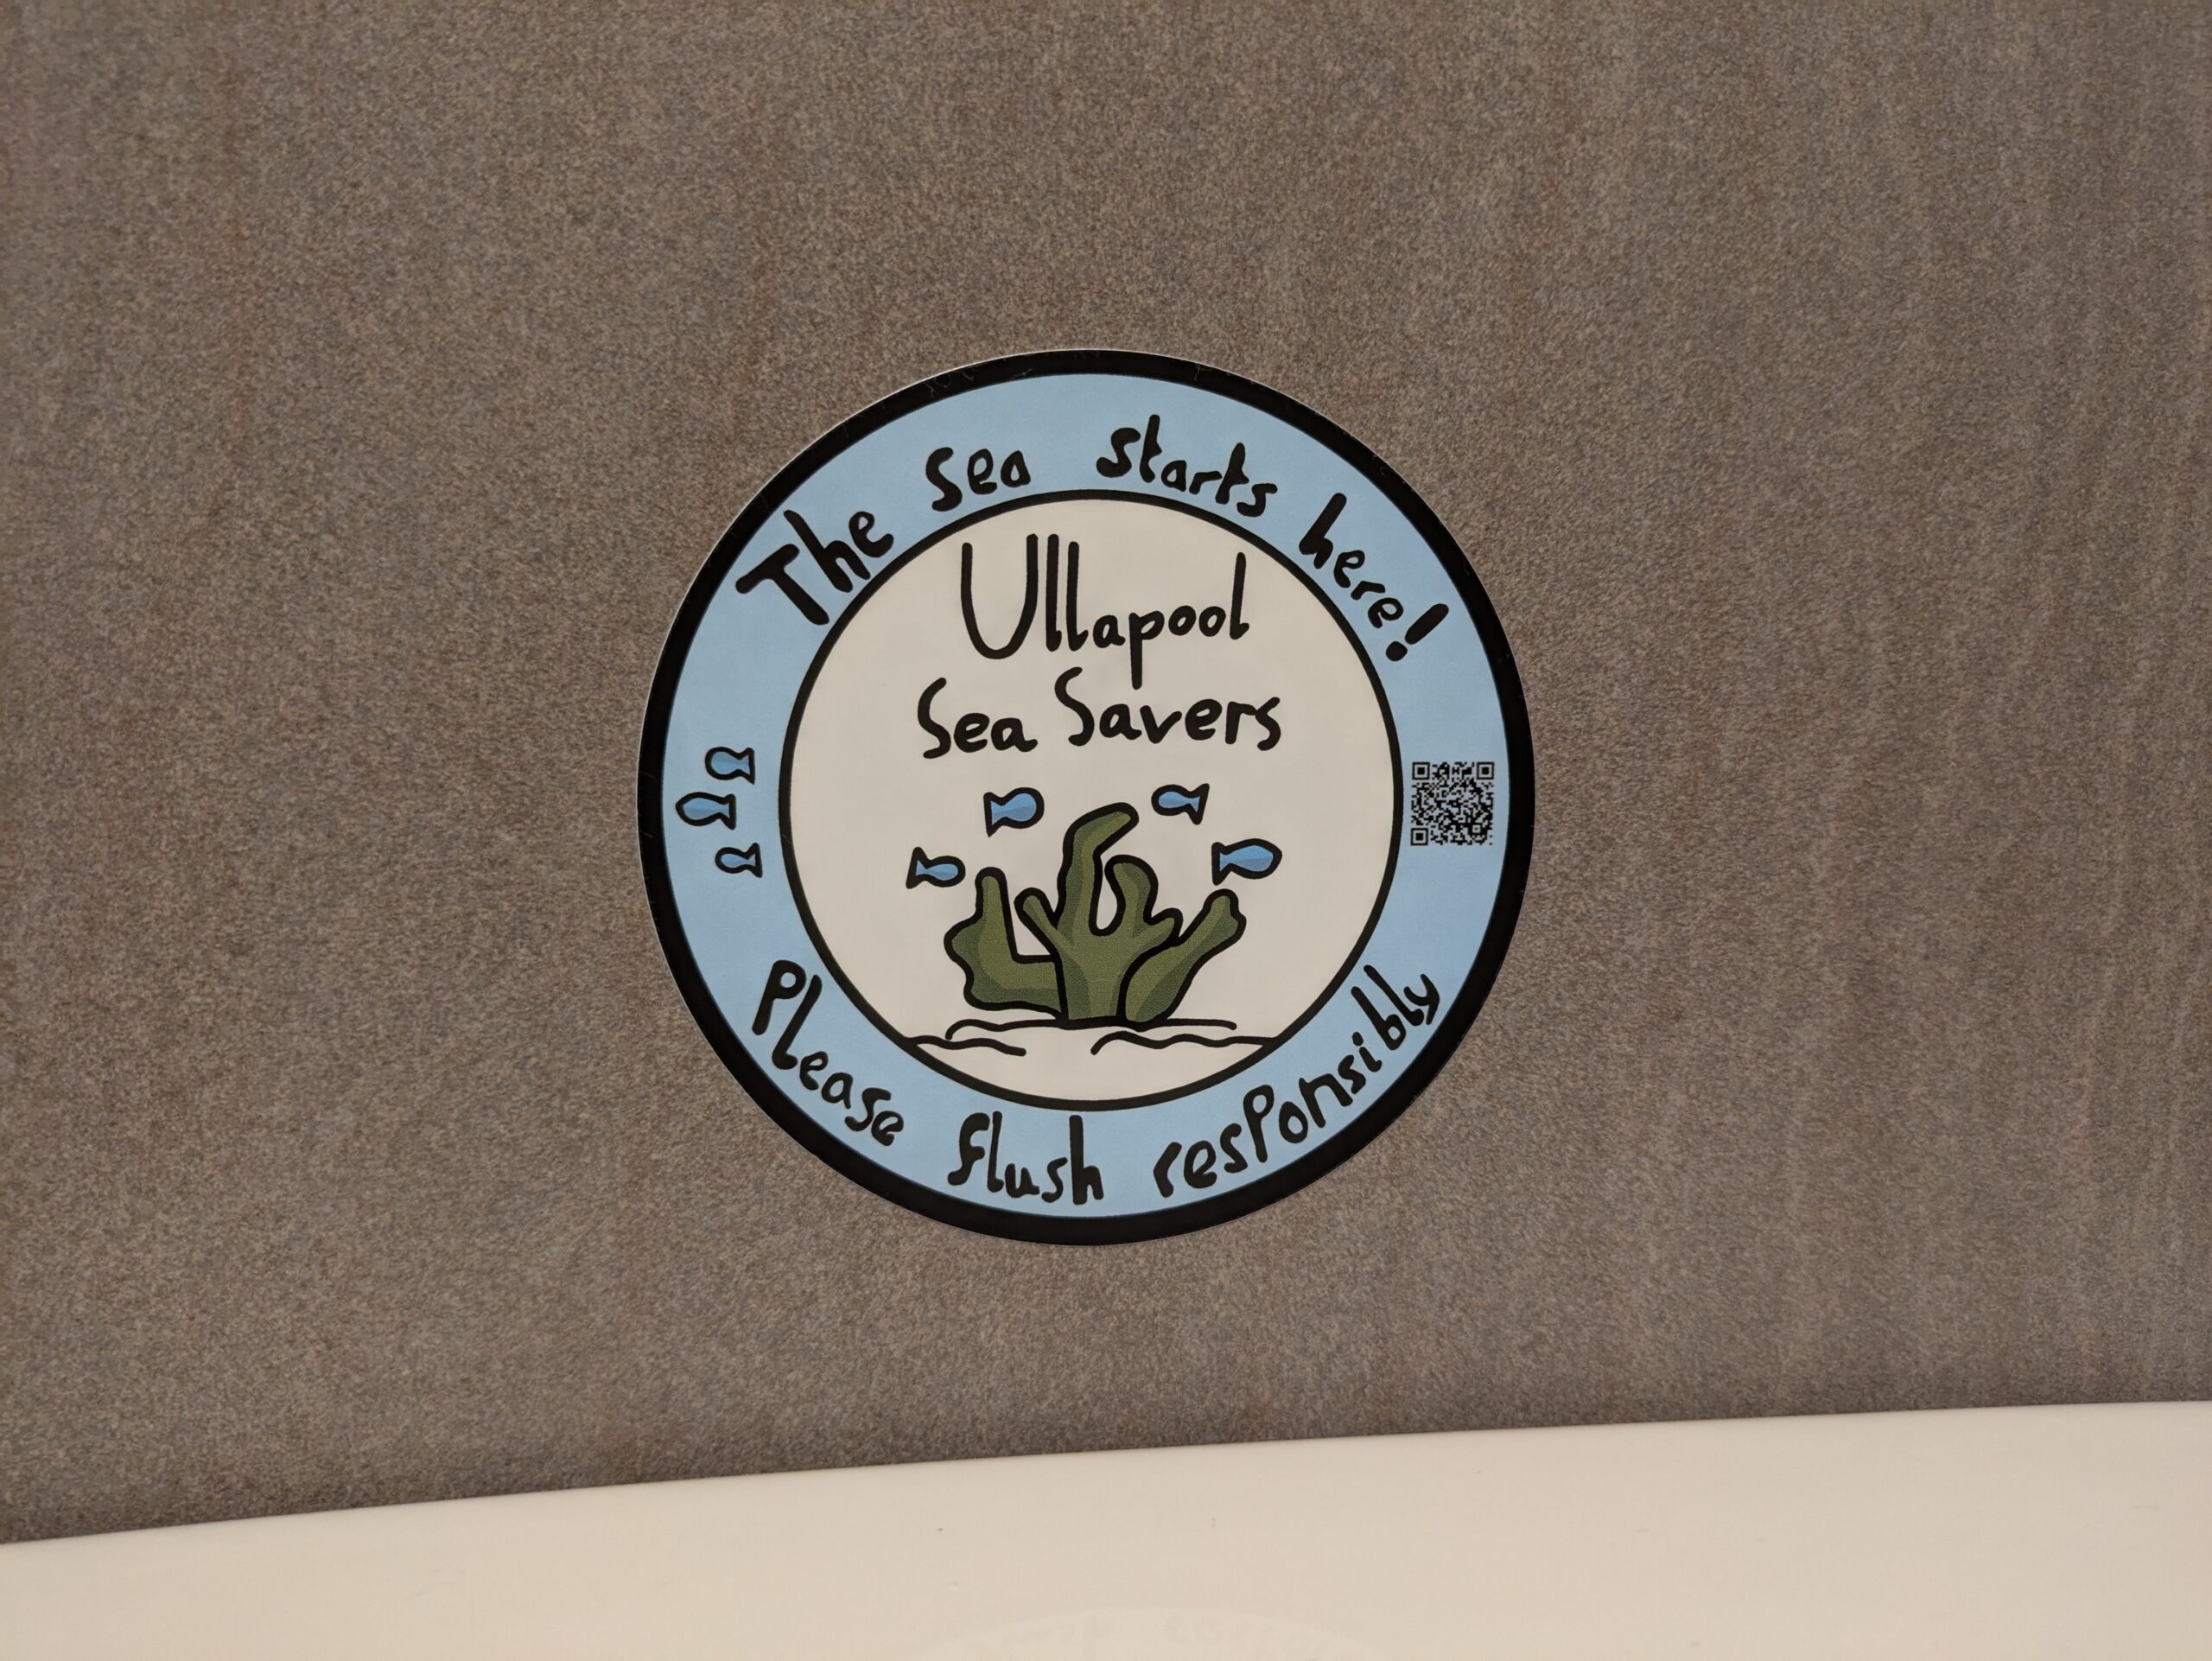 The sea starts here!
Ullapool
Sea Savers
Please flush responsibly